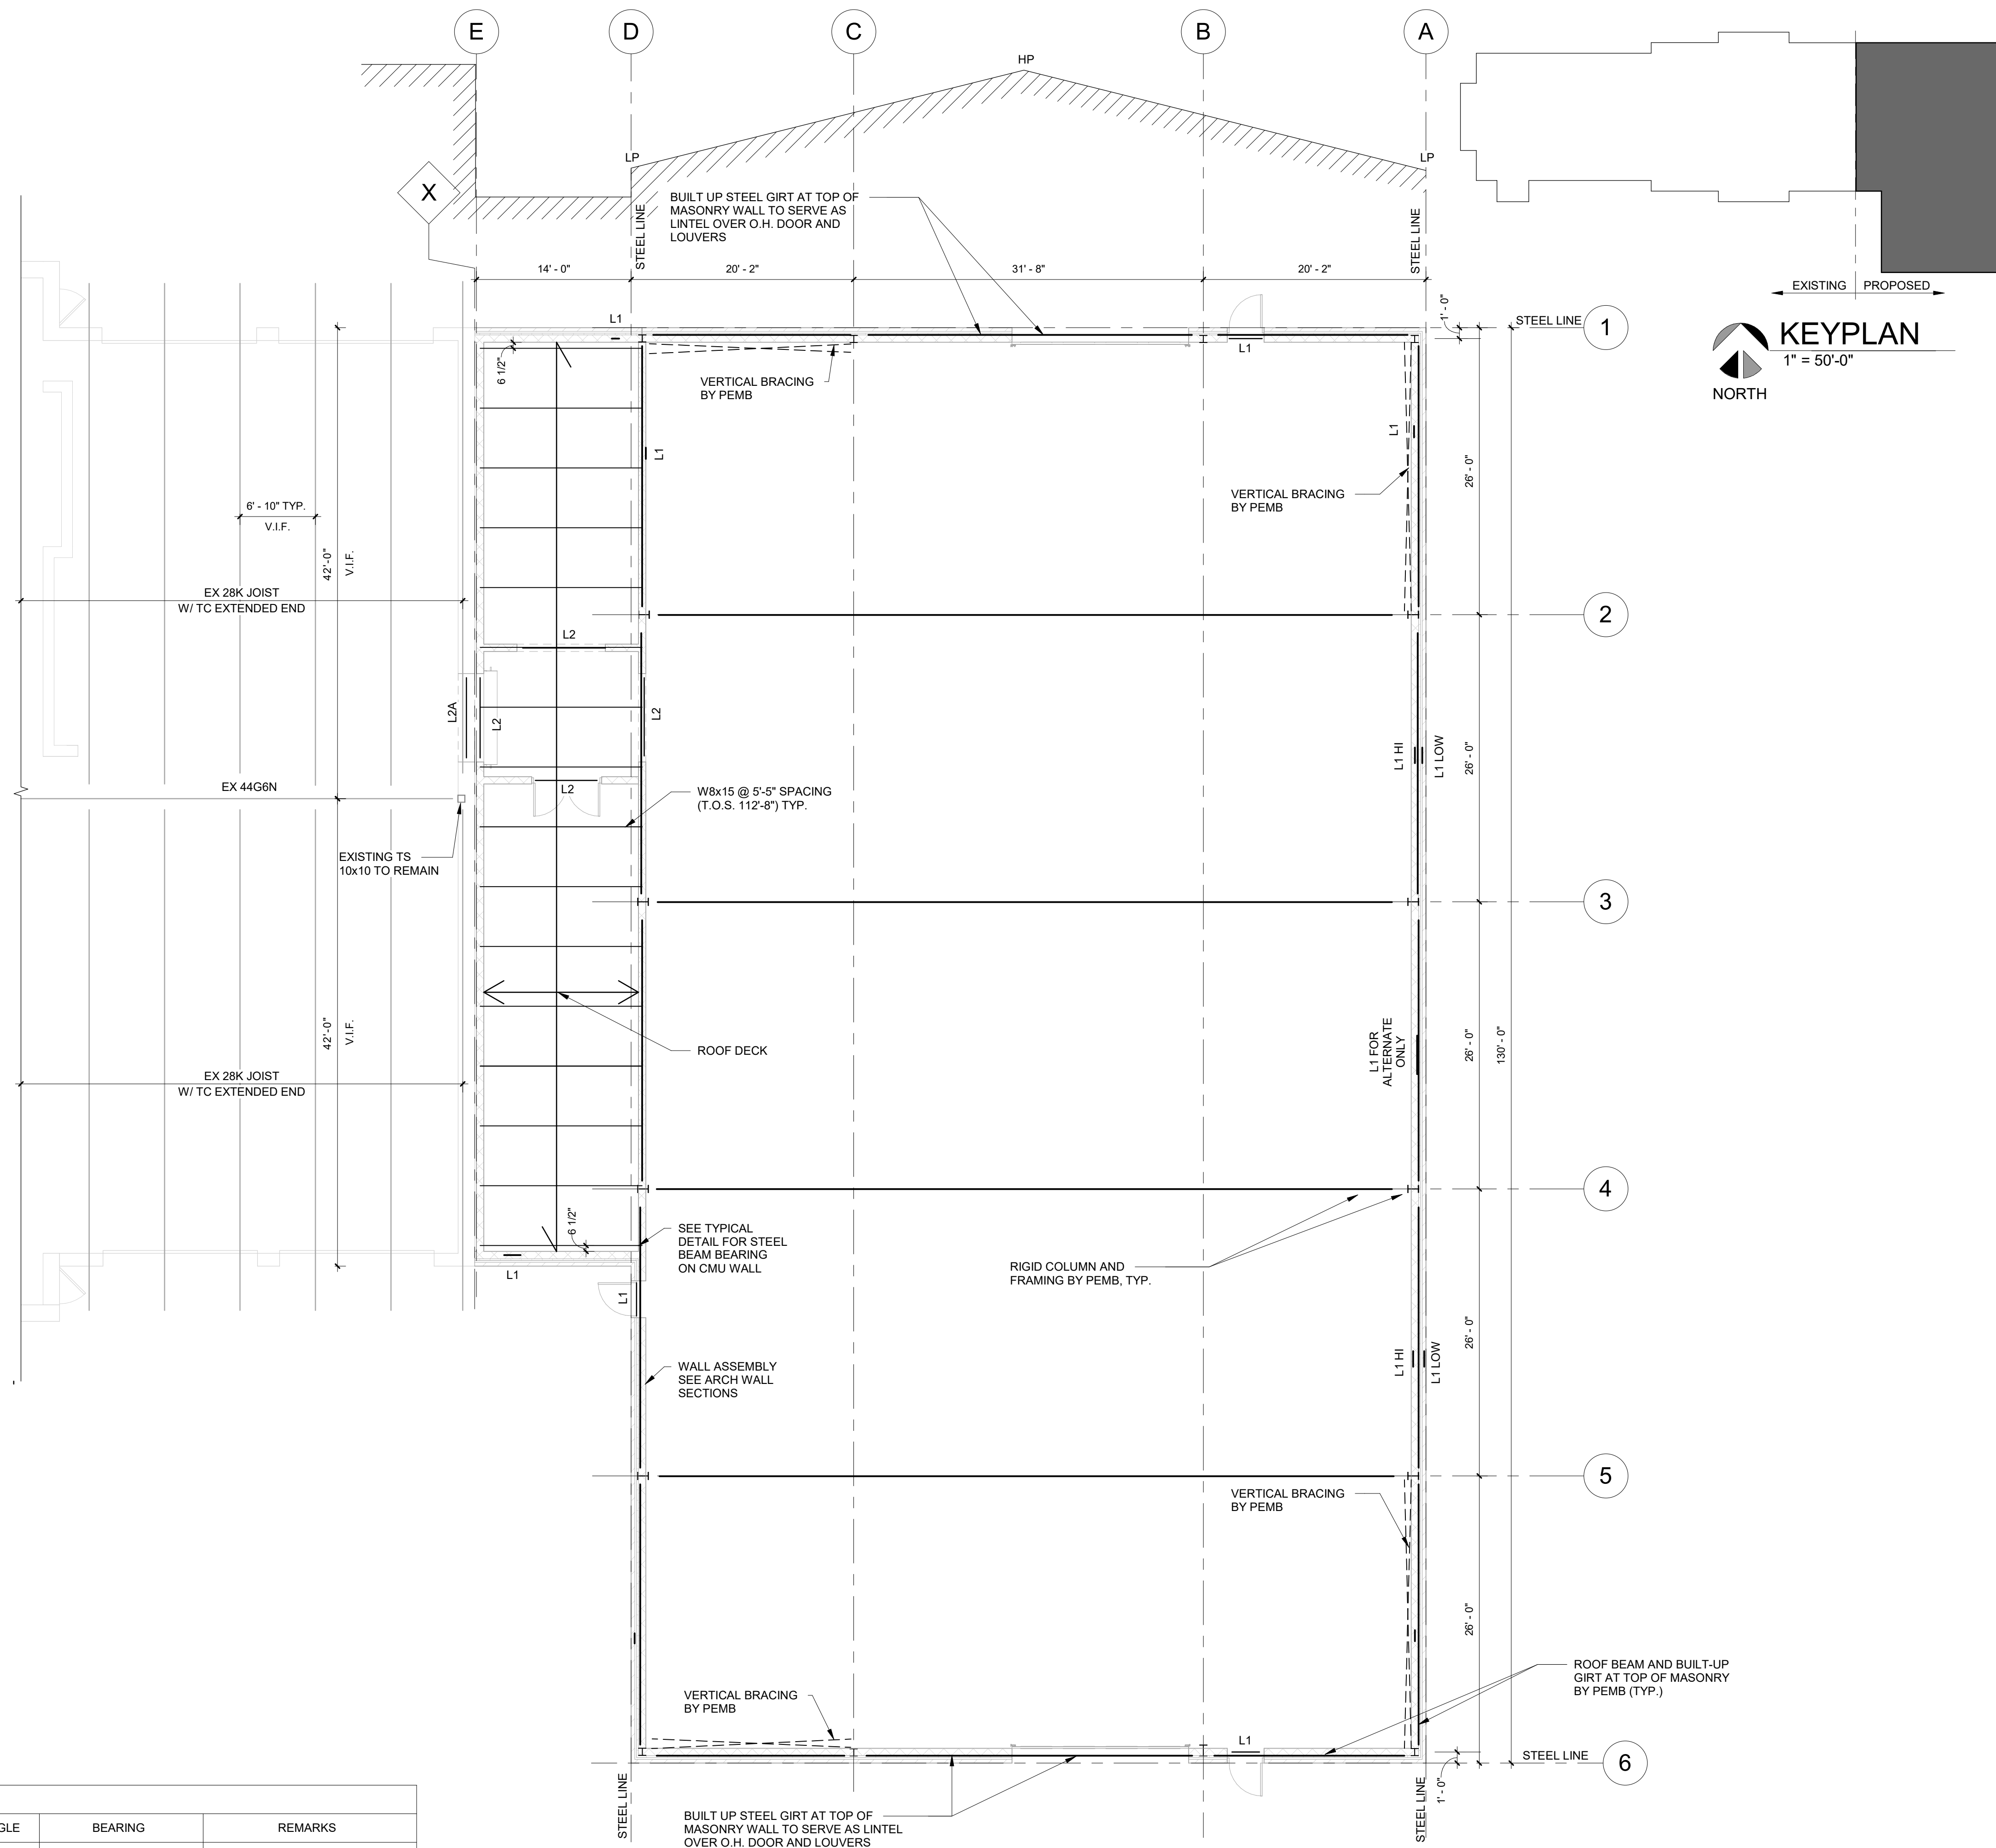 E
D
C
B
A
HP
LP
LP
X
STEEL LINE
STEEL LINE
BUILT UP STEEL GIRT AT TOP OF
MASONRY WALL TO SERVE AS
LINTEL OVER O.H. DOOR AND
LOUVERS
14' - 0"
20' - 2"
31' - 8"
20' - 2"
EXISTING
PROPOSED
KEYPLAN
1" = 50'-0"
NORTH
1' - 0"
STEEL LINE
1
L1
L1
6 1/2"
VERTICAL BRACING
BY PEMB
L1
L1
26' - 0"
VERTICAL BRACING
BY PEMB
6' - 10" TYP.
V.I.F.
42'-0"
V.I.F.
EX 28K JOIST
W/ TC EXTENDED END
2
L2
L2A
L2
L2
L1 HI
L1 LOW
26' - 0"
EX 44G6N
L2
W8x15 @ 5'-5" SPACING
(T.O.S. 112'-8") TYP.
EXISTING TS
10x10 TO REMAIN
3
42'-0"
V.I.F.
ROOF DECK
L1 FOR
ALTERNATE
ONLY
26' - 0"
130' - 0"
EX 28K JOIST
W/ TC EXTENDED END
4
6 1/2"
SEE TYPICAL
DETAIL FOR STEEL
BEAM BEARING
ON CMU WALL
RIGID COLUMN AND
FRAMING BY PEMB, TYP.
L1
L1
WALL ASSEMBLY
SEE ARCH WALL
SECTIONS
L1 HI
L1 LOW
26' - 0"
5
VERTICAL BRACING
BY PEMB
26' - 0"
ROOF BEAM AND BUILT-UP
GIRT AT TOP OF MASONRY
BY PEMB (TYP.)
VERTICAL BRACING
BY PEMB
L1
STEEL LINE
6
1' - 0"
STEEL LINE
STEEL LINE
BUILT UP STEEL GIRT AT TOP OF
MASONRY WALL TO SERVE AS LINTEL
OVER O.H. DOOR AND LOUVERS
BEARING
REMARKS